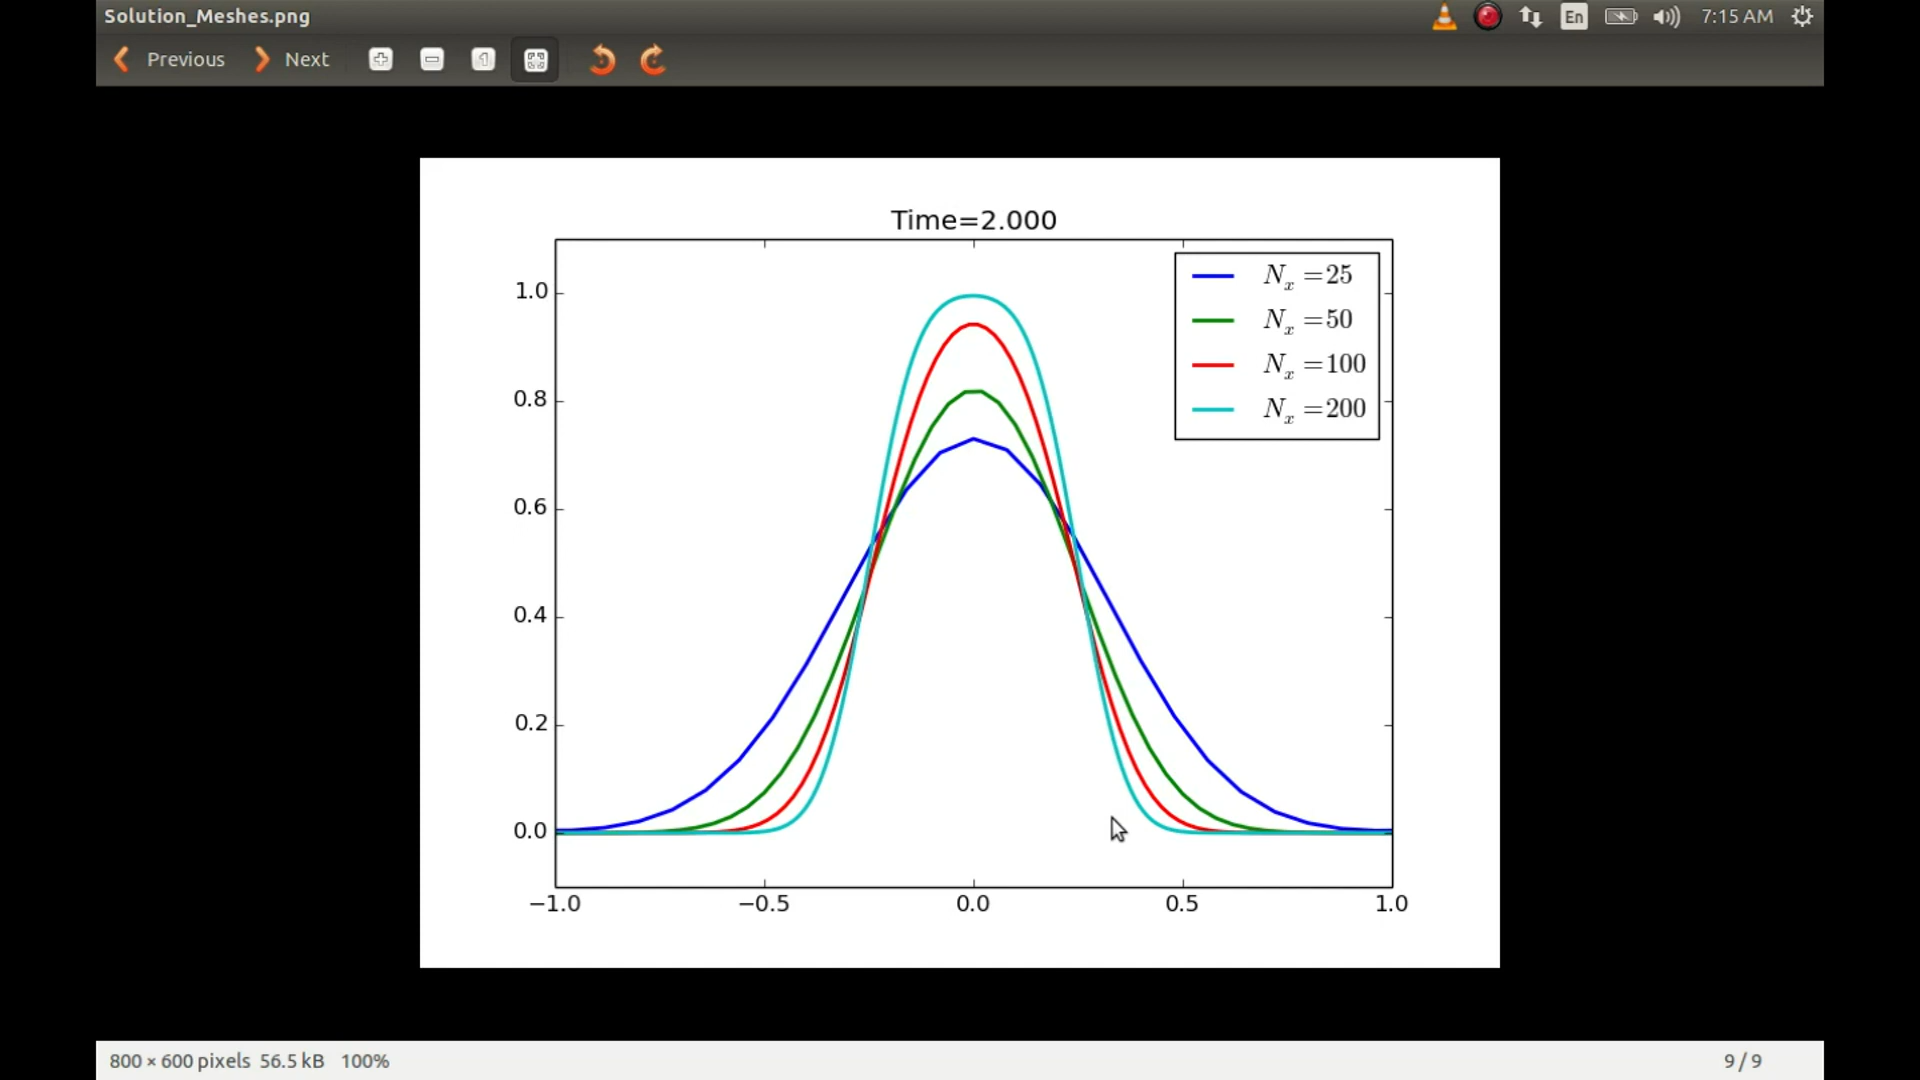 Solution_Meshes.png
En
7:15 AM
Previous
Next
1
Time=2.000
N_x=25
N_x=50
N_x=100
N_x=200
1.0
0.8
0.6
0.4
0.2
0.0
−1.0 −0.5 0.0 0.5 1.0
800 × 600 pixels 56.5 kB 100%
9 / 9